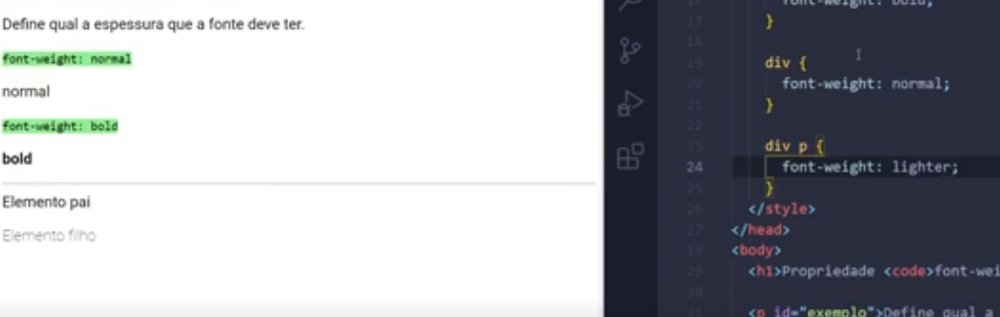 Define qual a espessura que a fonte deve ter.
font-weight: normal
normal
font-weight: bold
bold
Elemento pai
Elemento filho
16 font-weight: bold;
17 }
18
19 div {
20 font-weight: normal;
21 }
22
23 div p {
24 font-weight: lighter;
25 }
26 </style>
27 </head>
28 <body>
29 <h1>Propriedade <code>font-wei
30
31 <p id="exemplo">Define qual a